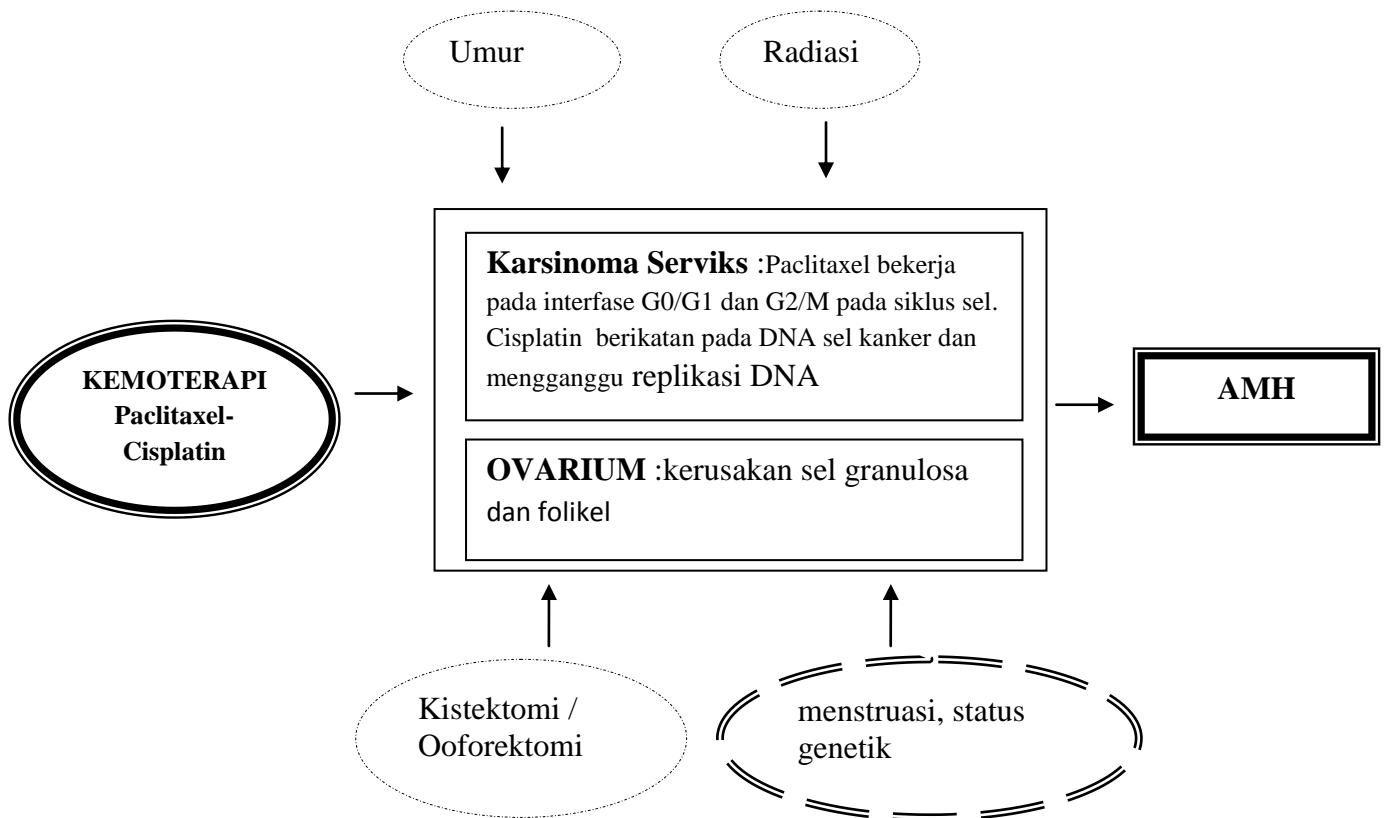 Umur
Radiasi
Karsinoma Serviks :Paclitaxel bekerja
pada interfase G0/G1 dan G2/M pada siklus sel.
Cisplatin berikatan pada DNA sel kanker dan
mengganggu replikasi DNA
KEMOTERAPI
Paclitaxel-
Cisplatin
AMH
OVARIUM :kerusakan sel granulosa
dan folikel
Kistektomi /
Ooforektomi
menstruasi, status
genetik